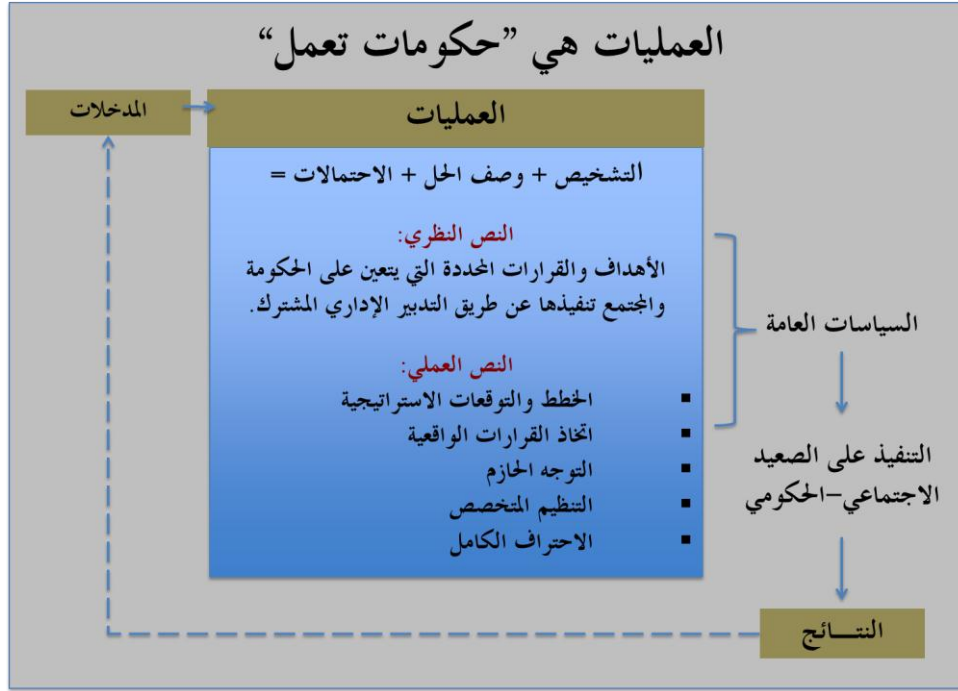 العمليات هي ”حكومات تعمل“
المدخلات
العمليات
التشخيص + وصف الحل + الاحتمالات =
النص النظري:
الأهداف والقرارات المحددة التي يتعين على الحكومة
والمجتمع تنفيذها عن طريق التدبير الإداري المشترك.
النص العملي:
▪ الخطط والتوقعات الاستراتيجية
▪ اتخاذ القرارات الواقعية
▪ التوجه الحازم
▪ التنظيم المتخصص
▪ الاحتراف الكامل
السياسات العامة
التنفيذ على الصعيد
الاجتماعي–الحكومي
النتـــائج